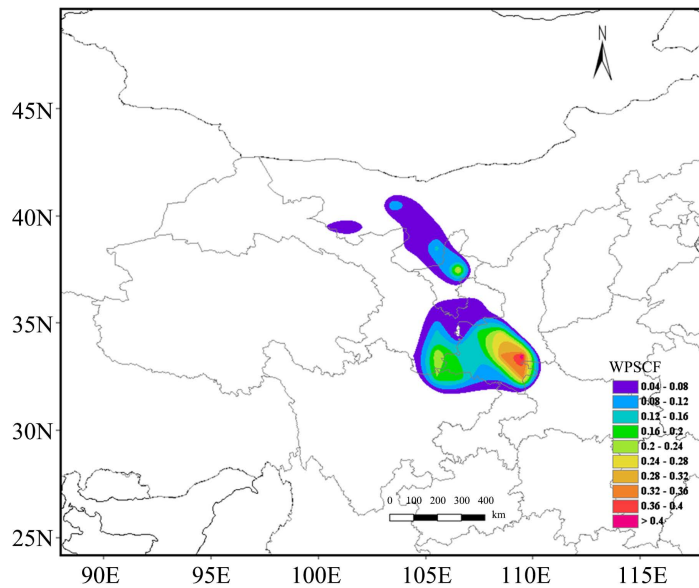 N
45N
40N
35N
30N
25N
WPSCF
0.04 - 0.08
0.08 - 0.12
0.12 - 0.16
0.16 - 0.2
0.2 - 0.24
0.24 - 0.28
0.28 - 0.32
0.32 - 0.36
0.36 - 0.4
> 0.4
0 100 200 300 400
km
90E 95E 100E 105E 110E 115E